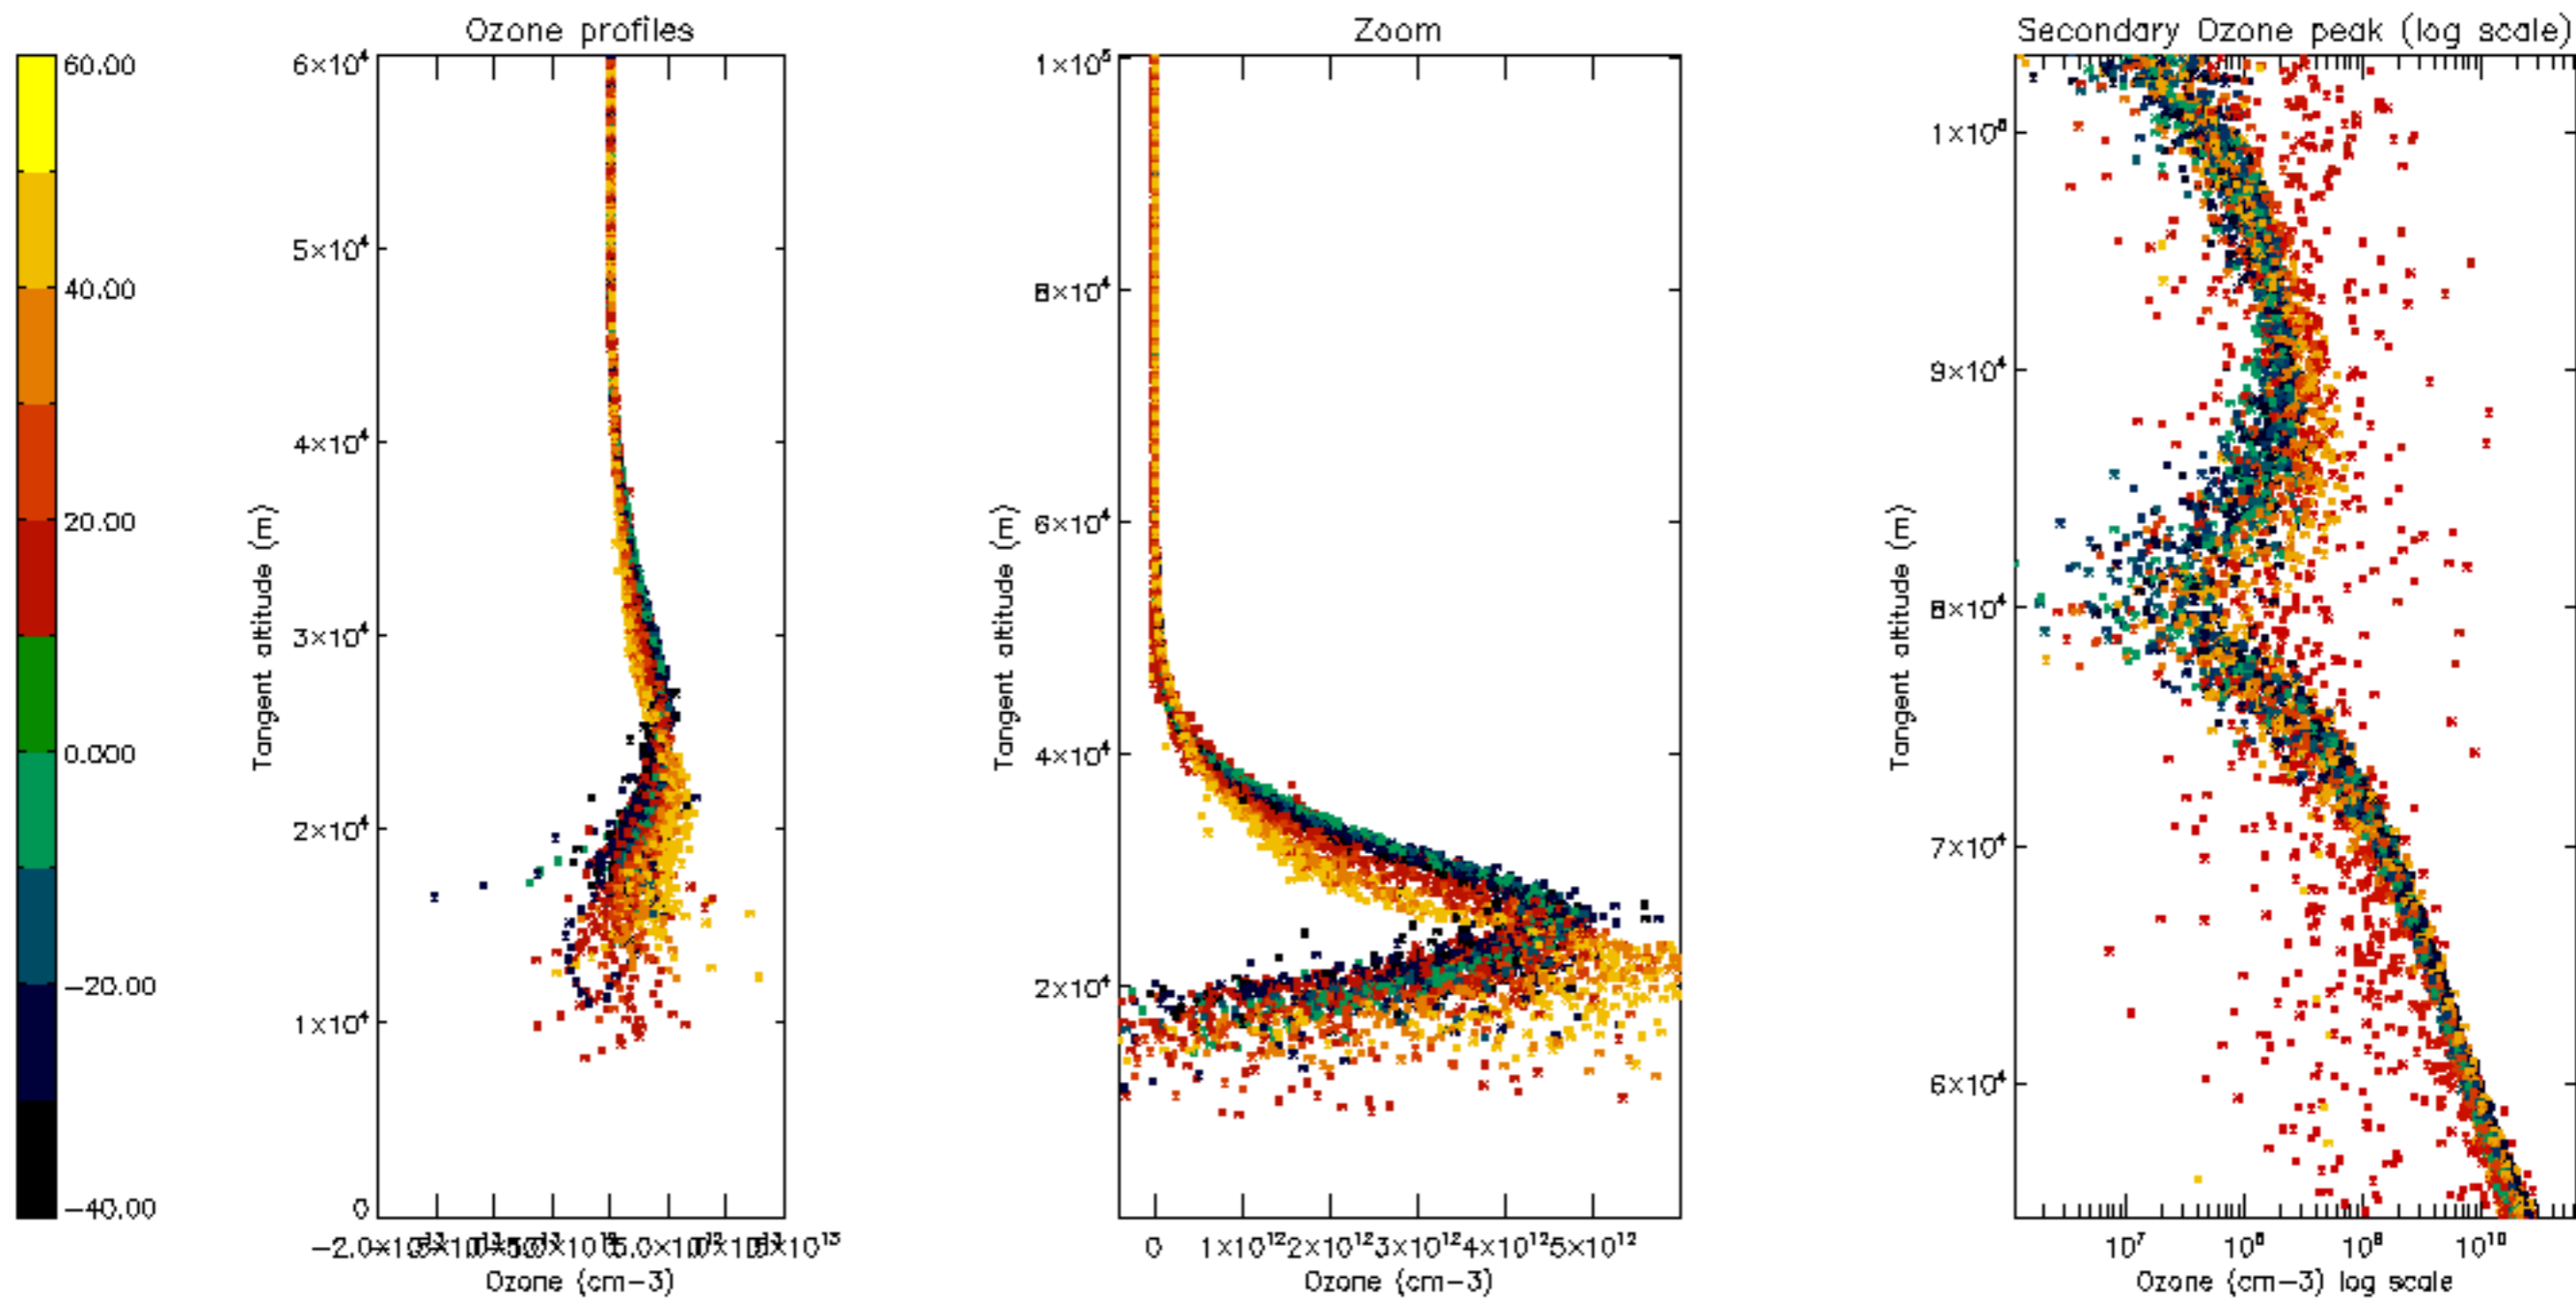 Ozone profiles
Zoom
Secondary Ozone peak (log scale)
60.00
40.00
20.00
0.000
−20.00
−40.00
6×10⁴
5×10⁴
4×10⁴
3×10⁴
2×10⁴
1×10⁴
0
Tangent altitude (m)
Ozone (cm−3)
1×10⁵
8×10⁴
6×10⁴
4×10⁴
2×10⁴
Tangent altitude (m)
0 1×10¹² 2×10¹² 3×10¹² 4×10¹² 5×10¹²
Ozone (cm−3)
9×10⁴
8×10⁴
7×10⁴
6×10⁴
Tangent altitude (m)
10⁷ 10⁸ 10⁹ 10¹⁰
Ozone (cm−3) log scale